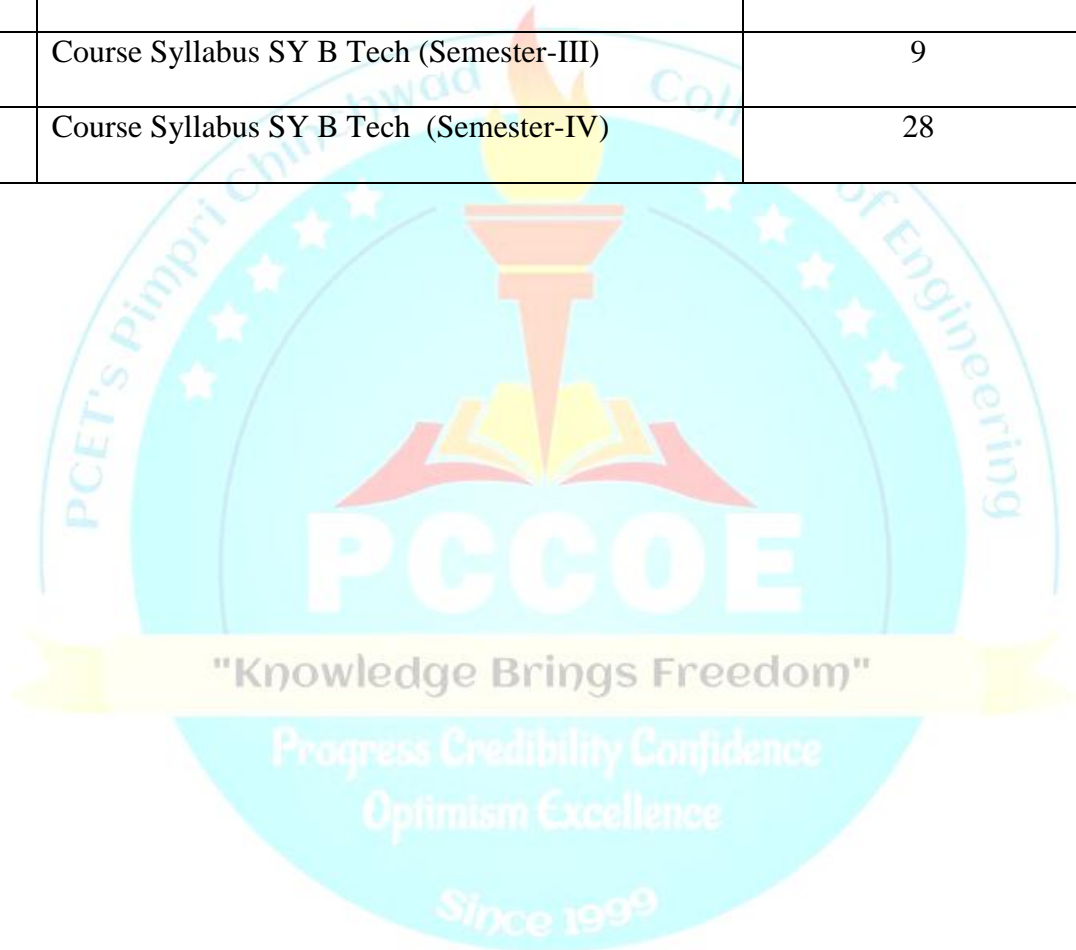 Course Syllabus SY B Tech (Semester-III) 9
Course Syllabus SY B Tech (Semester-IV) 28
PCET's Pimpri Chinchwad College of Engineering
PCCOE
"Knowledge Brings Freedom"
Progress Credibility Confidence
Optimism Excellence
Since 1999